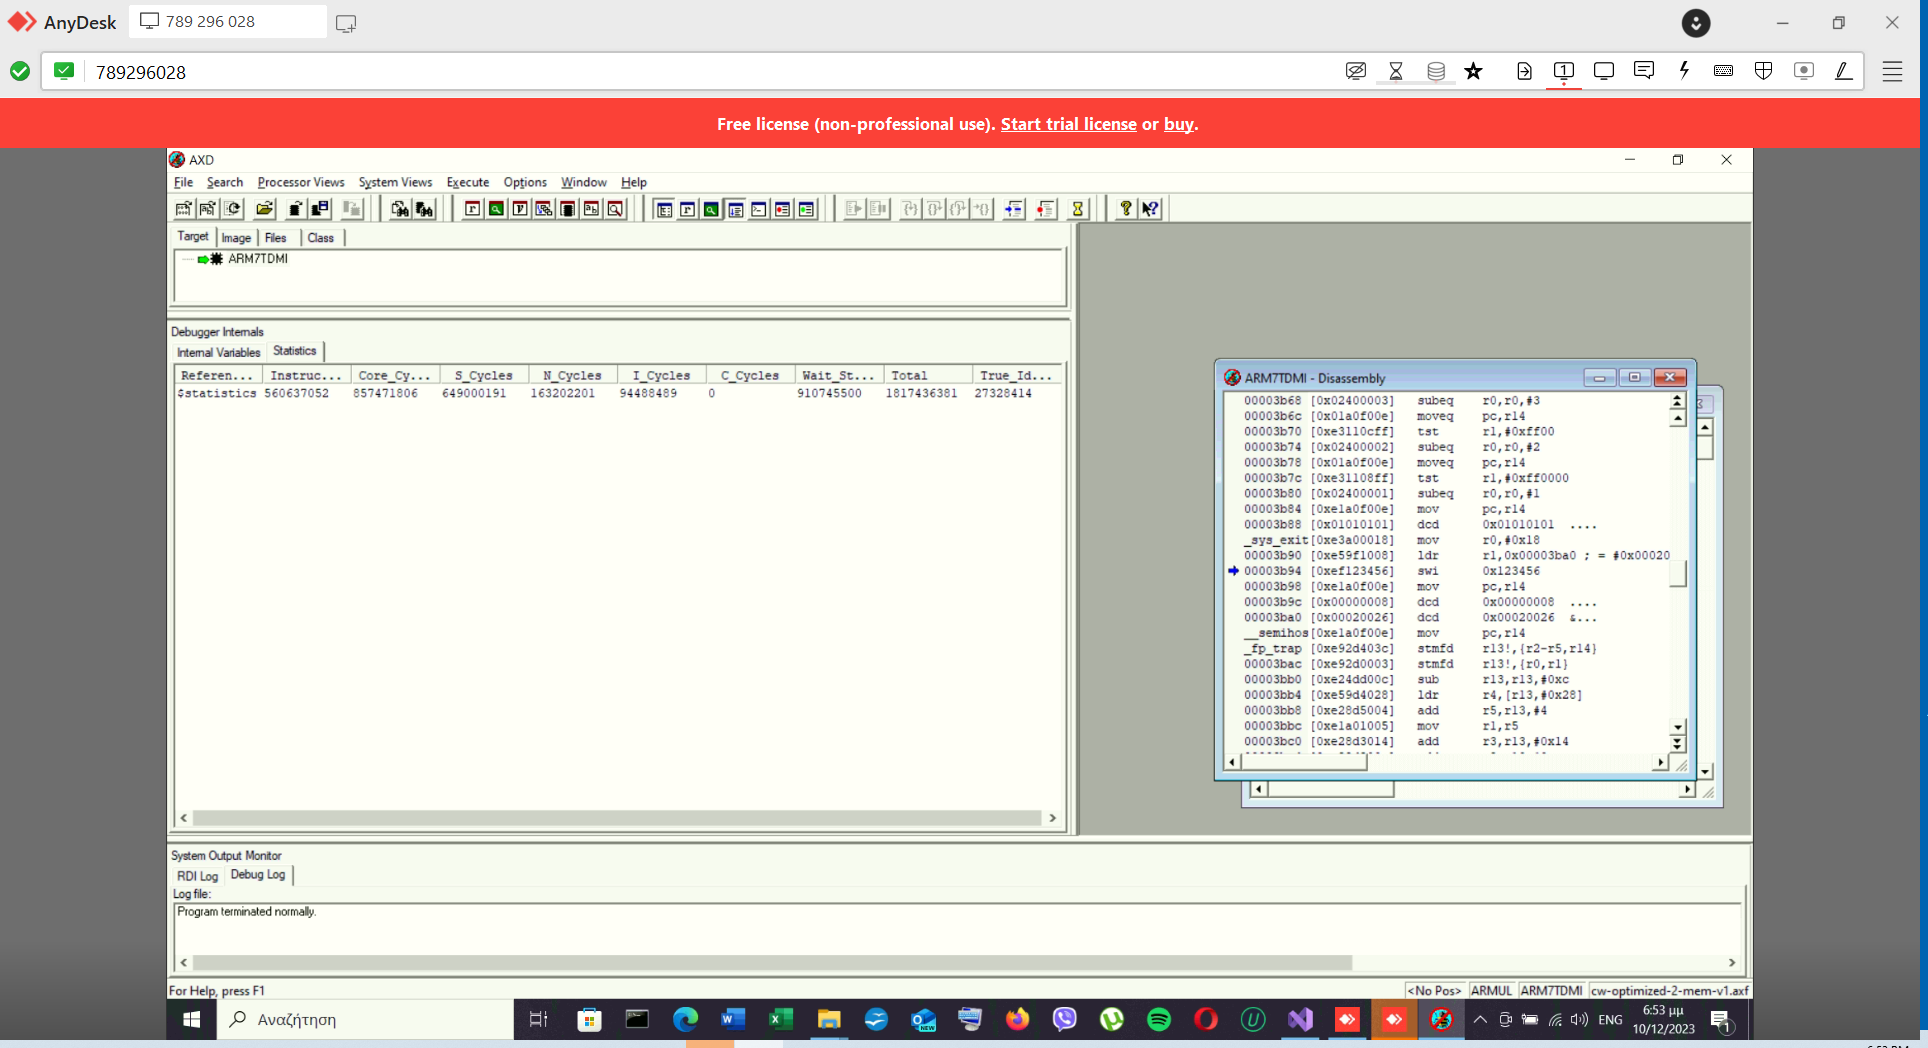 AnyDesk 789 296 028
789296028
Free license (non-professional use). Start trial license or buy.
AXD
File Search Processor Views System Views Execute Options Window Help
Target Image Files Class
ARM7TDMI
Debugger Internals
Internal Variables Statistics
Referen... Instruc... Core_Cy... S_Cycles N_Cycles I_Cycles C_Cycles Wait_St... Total True_Id...
$statistics 560637052 857471806 649000191 163202201 94488489 0 910745500 1817436381 27328414
ARM7TDMI - Disassembly
00003b68 [0x02400003] subeq r0,r0,#3
00003b6c [0x01a0f00e] moveq pc,r14
00003b70 [0xe3110cff] tst r1,#0xff00
00003b74 [0x02400002] subeq r0,r0,#2
00003b78 [0x01a0f00e] moveq pc,r14
00003b7c [0xe31108ff] tst r1,#0xff0000
00003b80 [0x02400001] subeq r0,r0,#1
00003b84 [0xe1a0f00e] mov pc,r14
00003b88 [0x01010101] dcd 0x01010101 ....
_sys_exit[0xe3a00018] mov r0,#0x18
00003b90 [0xe59f1008] ldr r1,0x00003ba0 ; = #0x00020
00003b94 [0xef123456] swi 0x123456
00003b98 [0xe1a0f00e] mov pc,r14
00003b9c [0x00000008] dcd 0x00000008 ....
00003ba0 [0x00020026] dcd 0x00020026 &...
__semihos[0xe1a0f00e] mov pc,r14
_fp_trap [0xe92d403c] stmfd r13!,{r2-r5,r14}
00003bac [0xe92d0003] stmfd r13!,{r0,r1}
00003bb0 [0xe24dd00c] sub r13,r13,#0xc
00003bb4 [0xe59d4028] ldr r4,[r13,#0x28]
00003bb8 [0xe28d5004] add r5,r13,#4
00003bbc [0xe1a01005] mov r1,r5
00003bc0 [0xe28d3014] add r3,r13,#0x14
System Output Monitor
RDI Log Debug Log
Log file:
Program terminated normally.
For Help, press F1 <No Pos> ARMUL ARM7TDMI cw-optimized-2-mem-v1.axf
Αναζήτηση ENG 6:53 μμ
10/12/2023